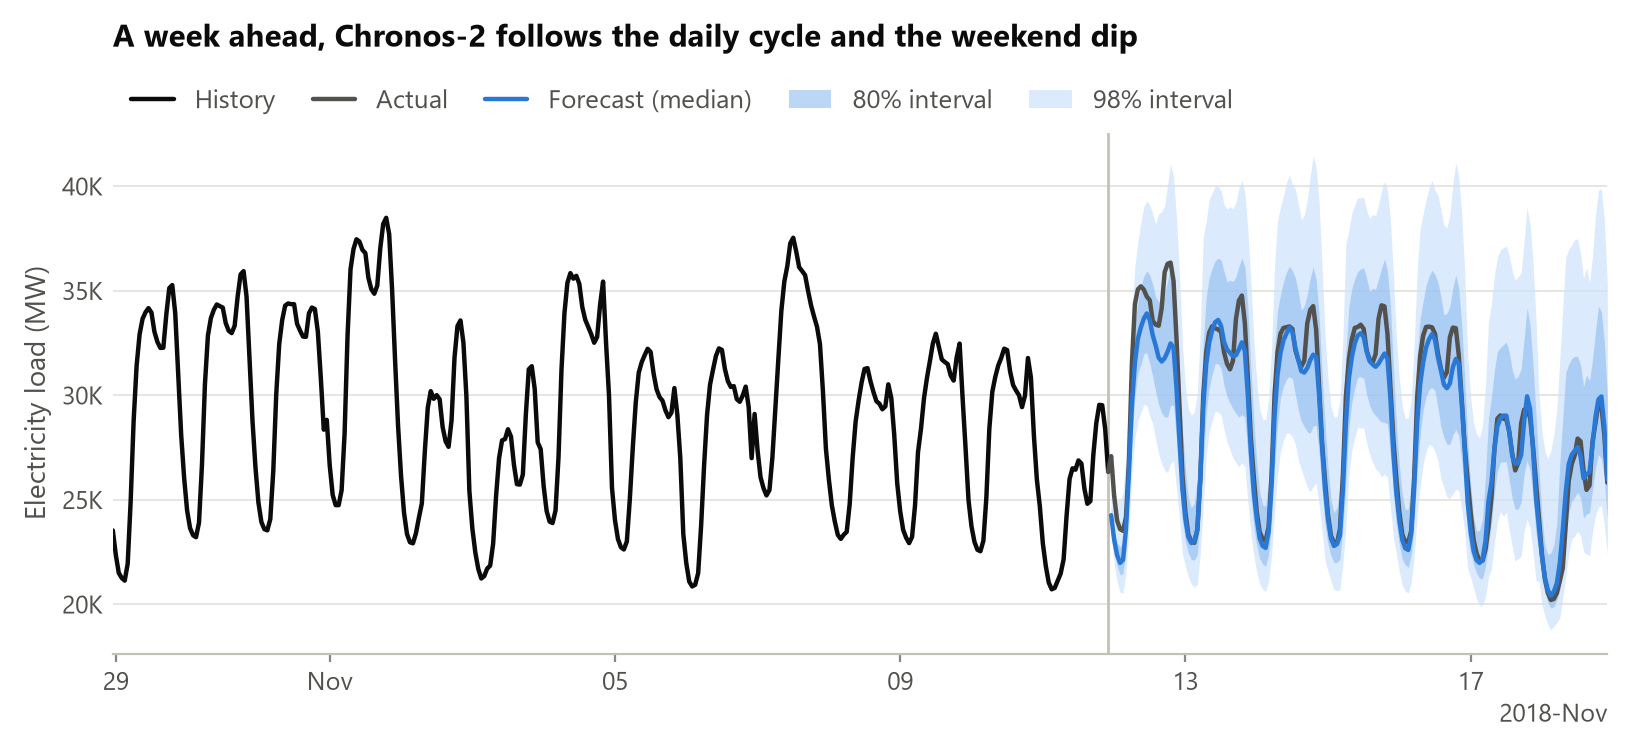 A week ahead, Chronos-2 follows the daily cycle and the weekend dip
History Actual Forecast (median) 80% interval 98% interval
Electricity load (MW)
40K
35K
30K
25K
20K
29 Nov 05 09 13 17
2018-Nov